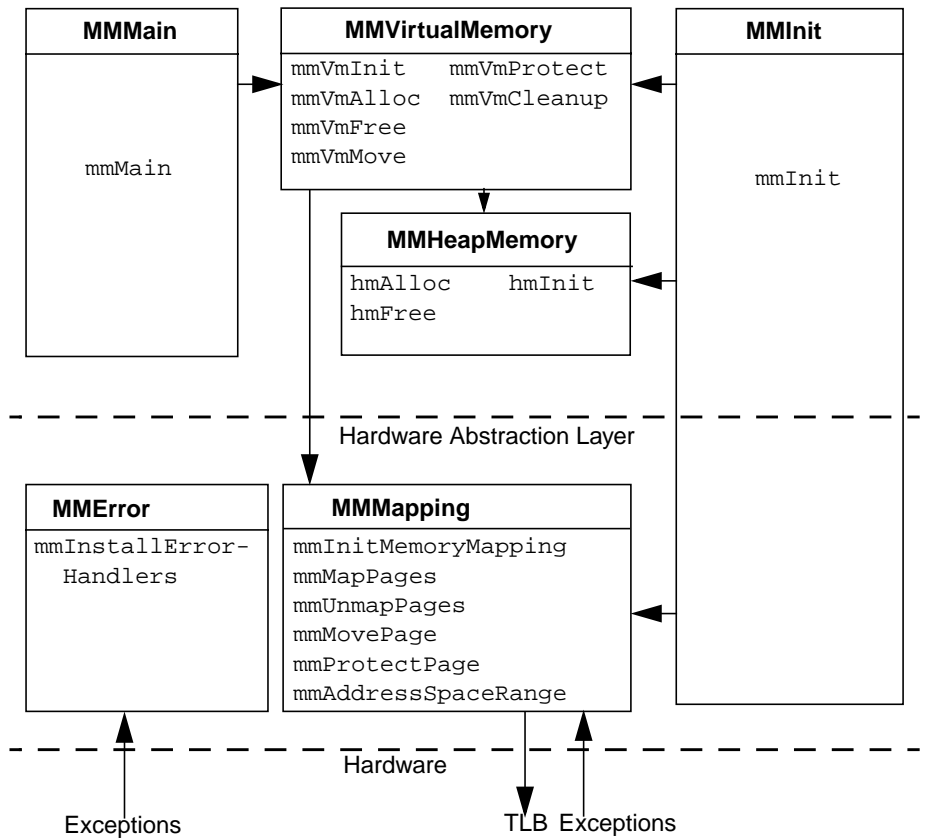 MMMain
mmMain
MMVirtualMemory
mmVmInit mmVmProtect
mmVmAlloc mmVmCleanup
mmVmFree
mmVmMove
MMInit
mmInit
MMHeapMemory
hmAlloc hmInit
hmFree
Hardware Abstraction Layer
MMError
mmInstallError-
Handlers
MMMapping
mmInitMemoryMapping
mmMapPages
mmUnmapPages
mmMovePage
mmProtectPage
mmAddressSpaceRange
Hardware
Exceptions
TLB Exceptions